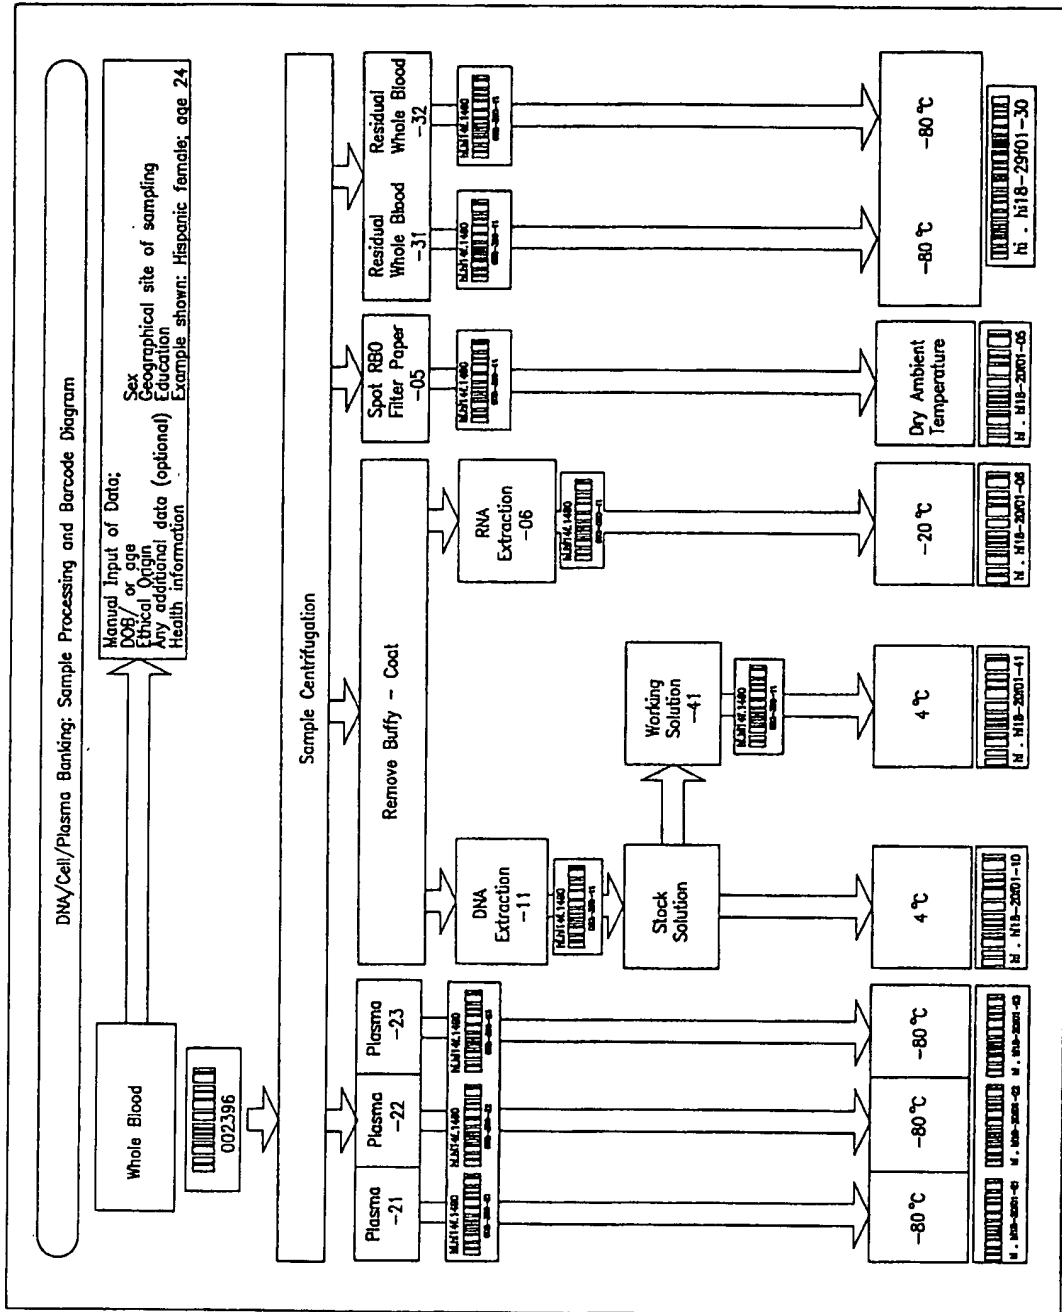 DNA/Cell/Plasma Banking: Sample Processing and Barcode Diagram
Whole Blood
002396
Manual Input of Data;
DOB/ or age
Ethical Origin
Any additional data (optional)
Health information
Sex
Geographical site of sampling
Education
Example shown: Hispanic female; age 24
Sample Centrifugation
Plasma
-21
Plasma
-22
Plasma
-23
Remove Buffy - Coat
Spot RBO
Filter Paper
-05
Residual
Whole Blood
-31
Residual
Whole Blood
-32
DNA
Extraction
-11
RNA
Extraction
-06
Stock
Solution
Working
Solution
-41
-80°C
-80°C
-80°C
4°C
4°C
-20°C
Dry Ambient
Temperature
-80°C
-80°C
hi . hi18-29f01-30